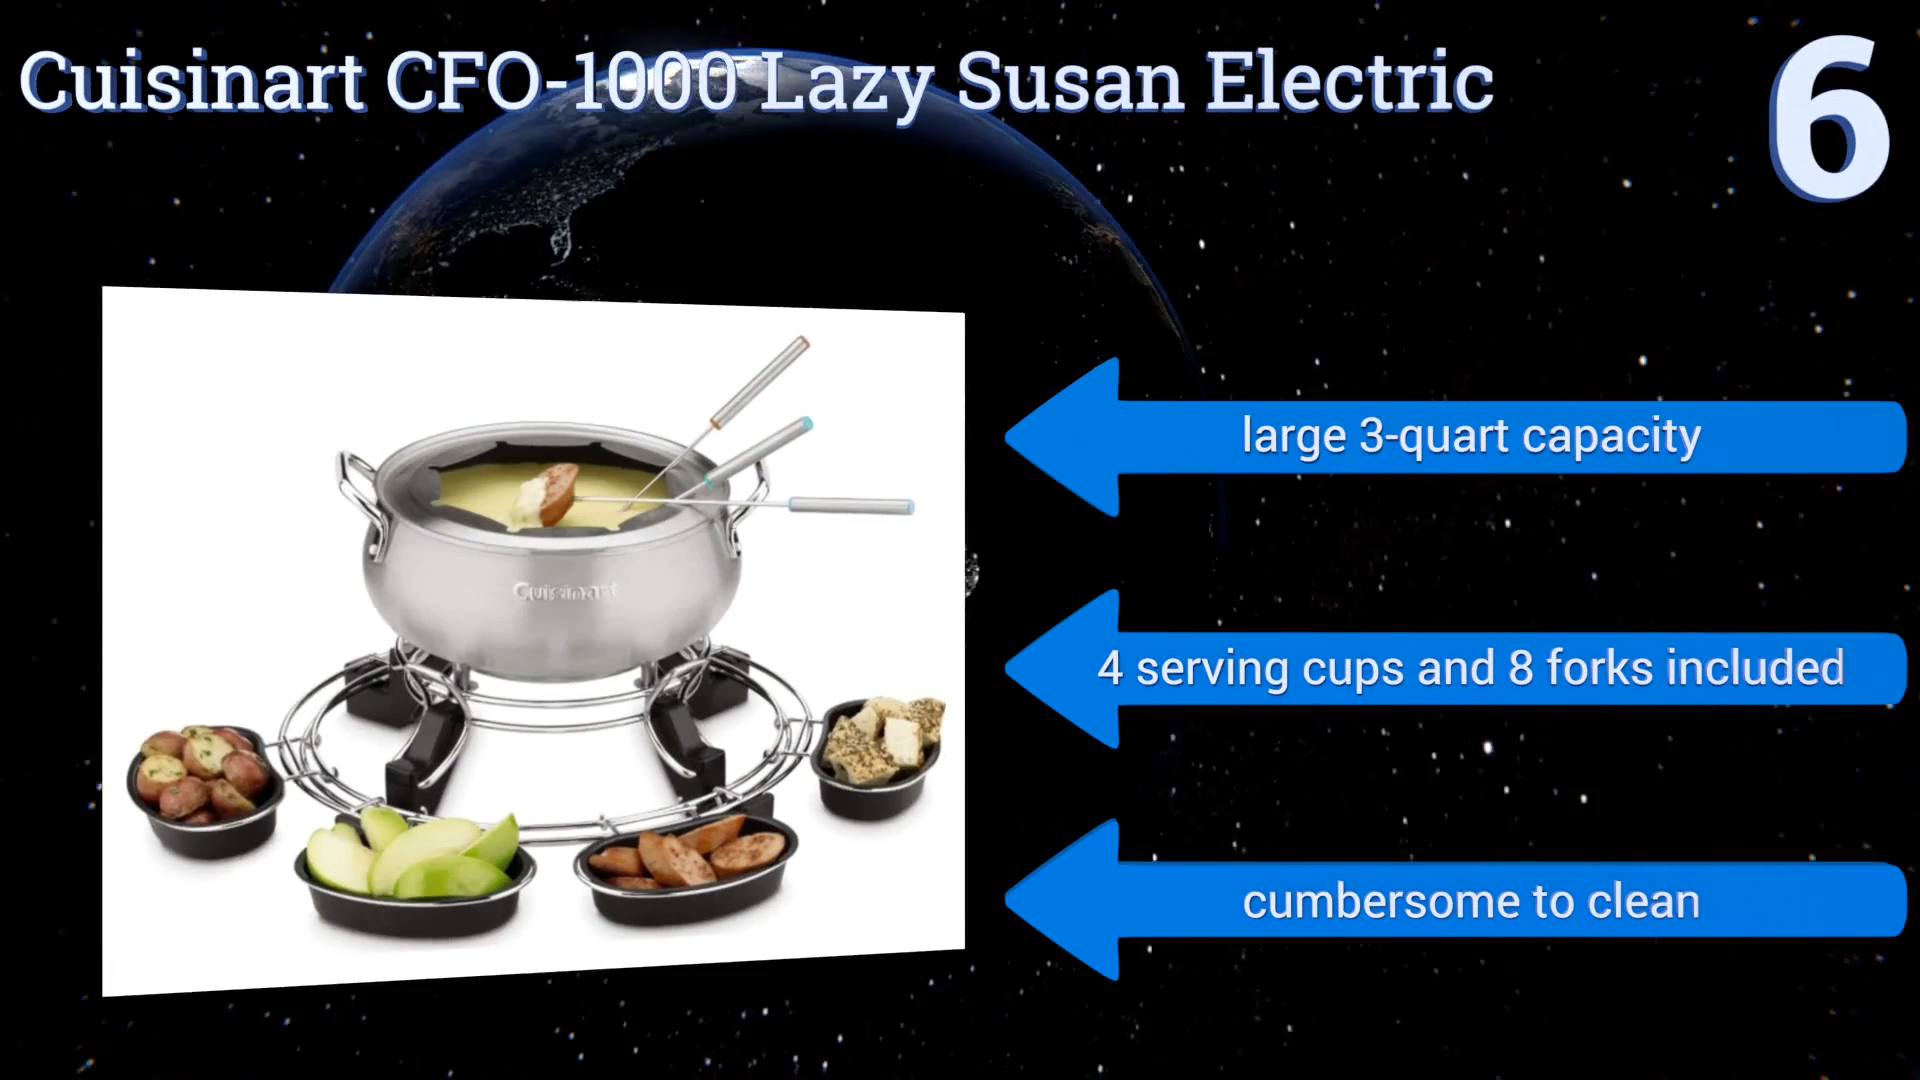 Cuisinart CFO-1000 Lazy Susan Electric
6
large 3-quart capacity
Cuisinart
4 serving cups and 8 forks included
cumbersome to clean